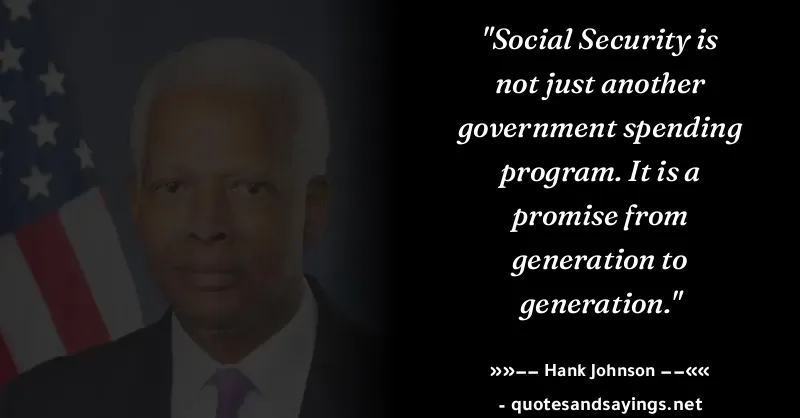 "Social Security is
not just another
government spending
program. It is a
promise from
generation to
generation."
»»—— Hank Johnson ——««
- quotesandsayings.net